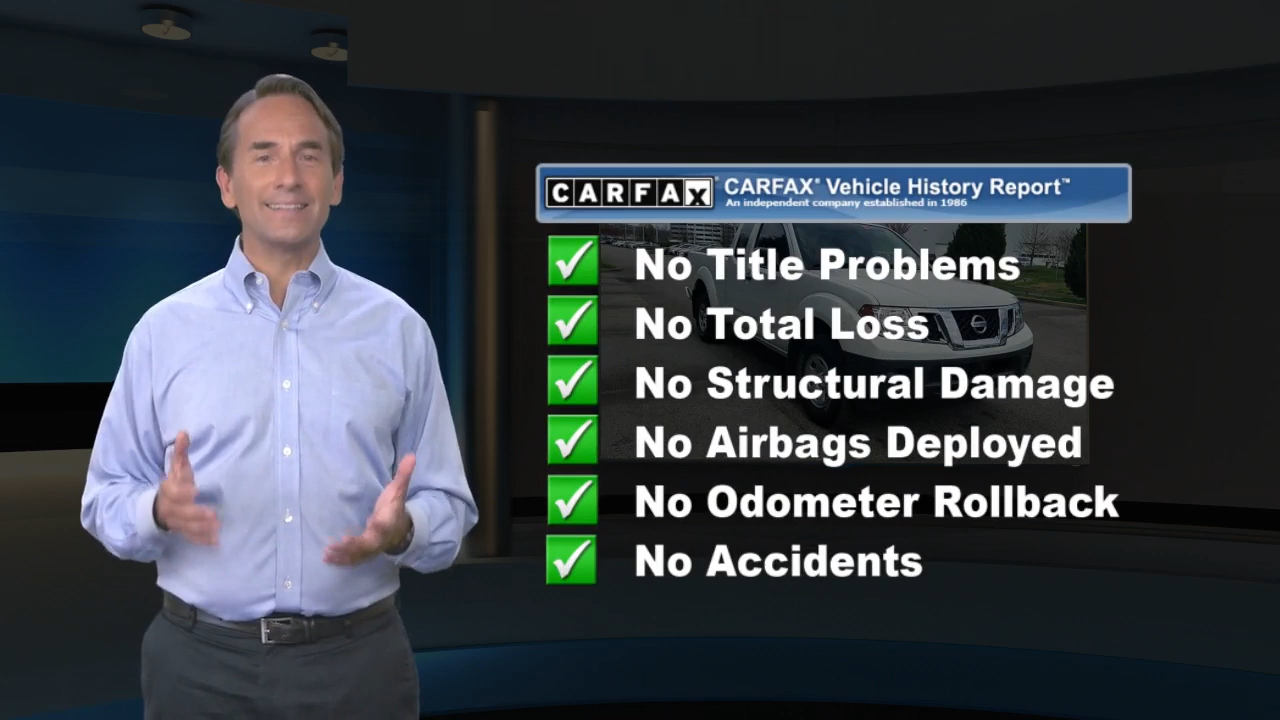 CARFAX
CARFAX® Vehicle History Report™
An independent company established in 1986
No Title Problems
No Total Loss
No Structural Damage
No Airbags Deployed
No Odometer Rollback
No Accidents